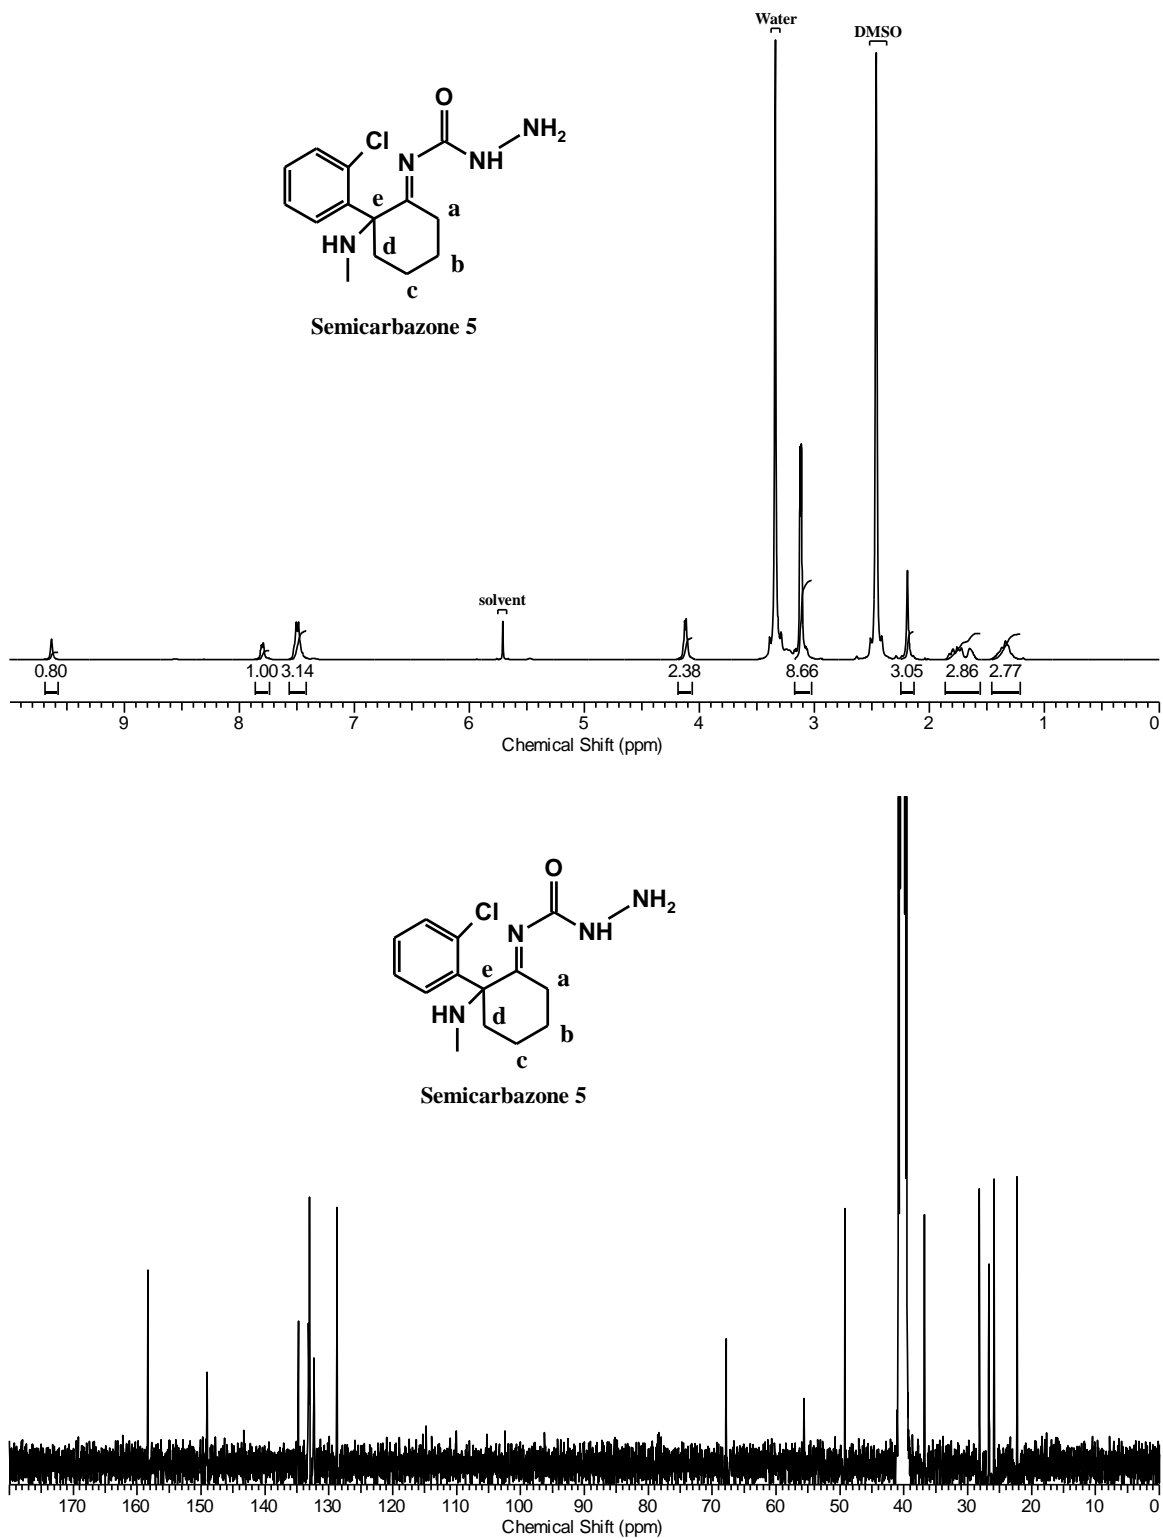 Water
DMSO
O
Cl
N
NH
NH2
e
a
HN
d
b
c
Semicarbazone 5
solvent
0.80
1.00
3.14
2.38
8.66
3.05
2.86
2.77
9 8 7 6 5 4 3 2 1 0
Chemical Shift (ppm)
O
Cl
N
NH
NH2
e
a
HN
d
b
c
Semicarbazone 5
170 160 150 140 130 120 110 100 90 80 70 60 50 40 30 20 10 0
Chemical Shift (ppm)